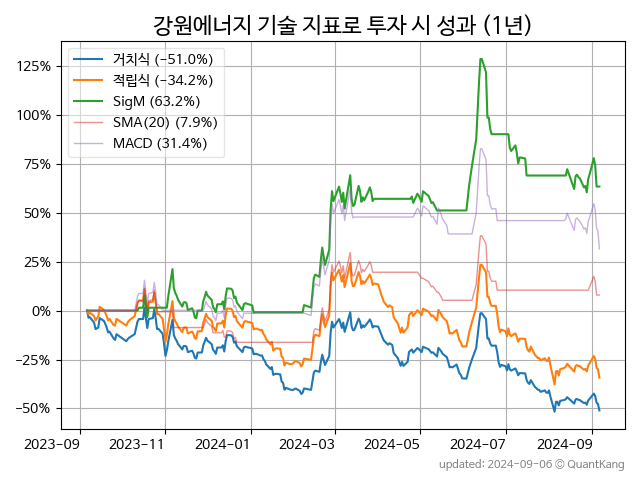 강원에너지 기술 지표로 투자 시 성과 (1년)
거치식 (−51.0%)
적립식 (−34.2%)
SigM (63.2%)
SMA(20) (7.9%)
MACD (31.4%)
125%
100%
75%
50%
25%
0%
−25%
−50%
2023−09 2023−11 2024−01 2024−03 2024−05 2024−07 2024−09
updated: 2024−09−06 © QuantKang